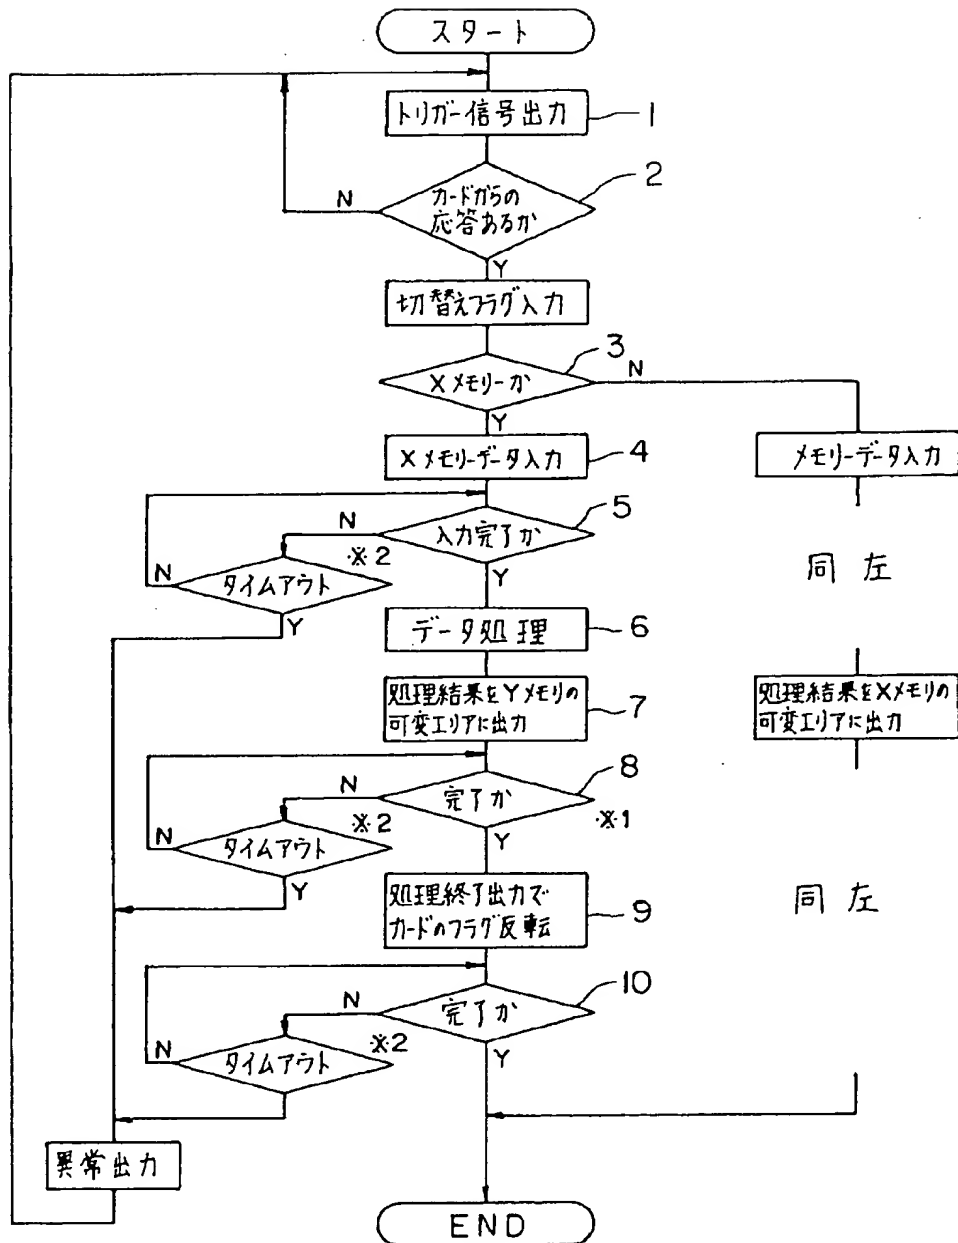 スタート
トリガー信号出力
1
カードからの
応答あるか
2
N
Y
切替えフラグ入力
Xメモリーか
3
N
Y
Xメモリーデータ入力
4
メモリーデータ入力
入力完了か
5
N
Y
※2
タイムアウト
N
Y
同左
データ処理
6
処理結果をYメモリの
可変エリアに出力
7
処理結果をXメモリの
可変エリアに出力
完了か
8
※1
N
Y
※2
タイムアウト
N
Y
処理終了出力で
カードのフラグ反転
9
同左
完了か
10
N
Y
※2
タイムアウト
N
異常出力
END